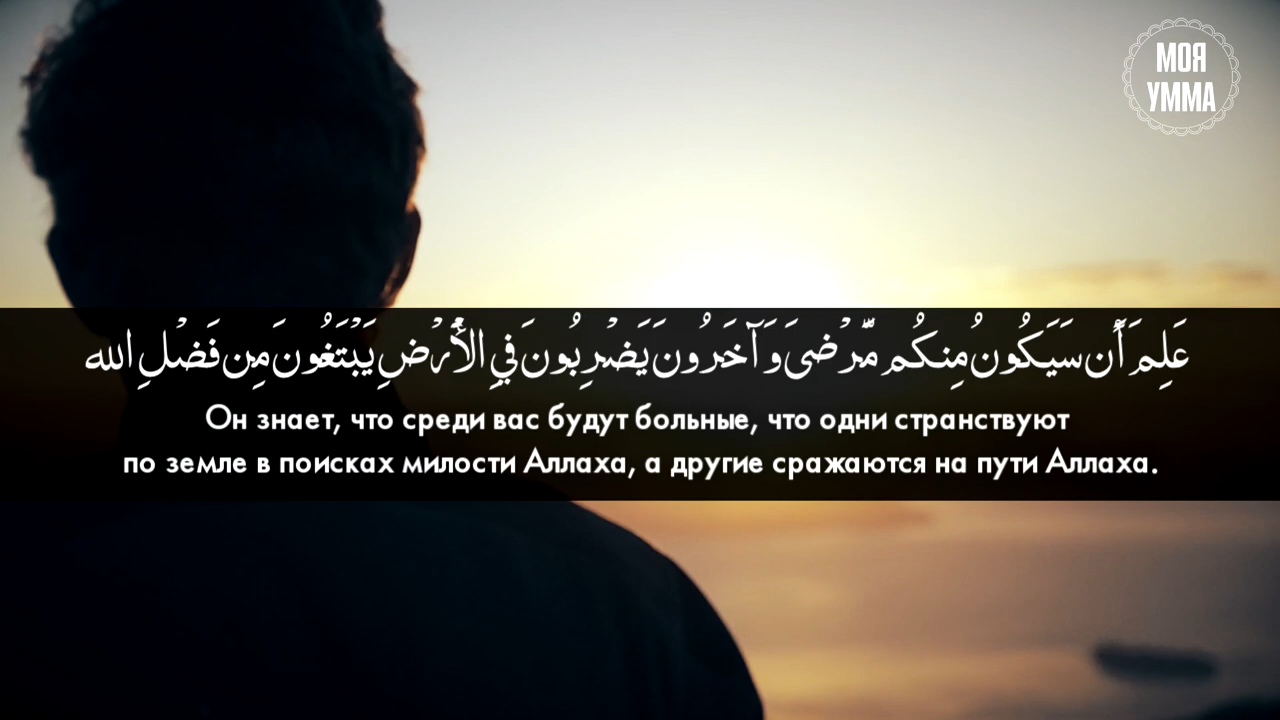 МОЯ
УММА
عَلِمَ أَن سَيَكُونُ مِنكُم مَّرْضَى وَآخَرُونَ يَضْرِبُونَ فِي الْأَرْضِ يَبْتَغُونَ مِن فَضْلِ الله
Он знает, что среди вас будут больные, что одни странствуют
по земле в поисках милости Аллаха, а другие сражаются на пути Аллаха.